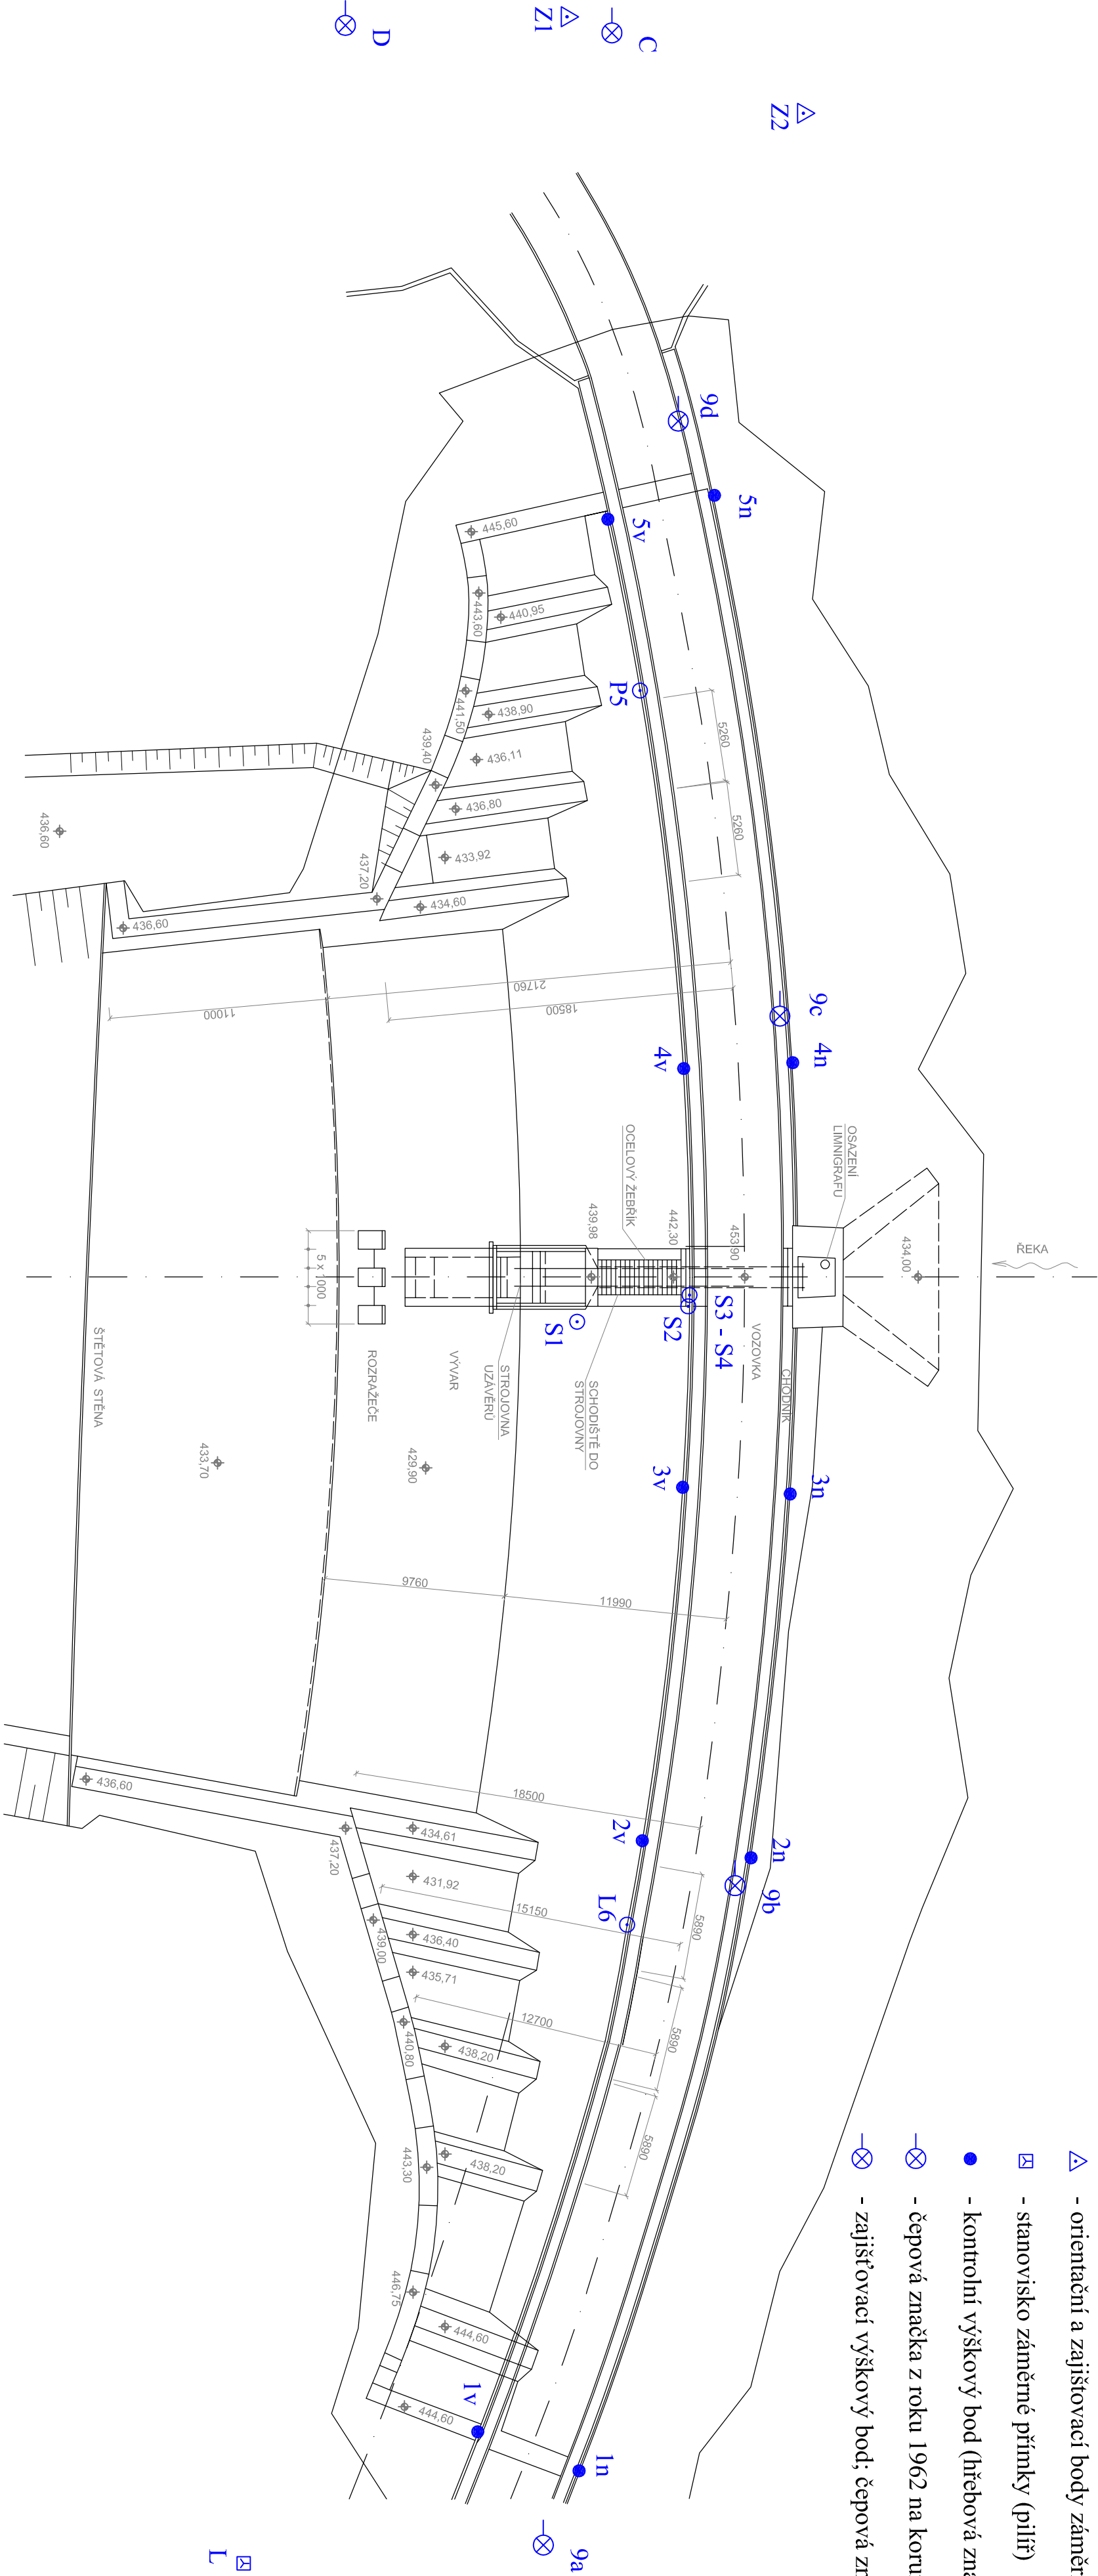 D
Z1
C
Z2
9d
5n
5v
P5
9c
4n
4v
S1
S2
S3 - S4
3v
3n
2v
2n
9b
L6
1v
1n
9a
L
445,60
443,60
440,95
441,50
438,90
439,40
436,11
436,80
433,92
437,20
434,60
436,60
436,60
5260
5260
21760
18500
11000
OSAZENÍ
LIMNIGRAFU
OCELOVÝ ŽEBŘÍK
439,98
442,30
453,90
434,00
ŘEKA
5 x 1000
ŠTĚTOVÁ STĚNA
ROZRAŽEČE
VÝVAR
STROJOVNA
UZÁVĚRŮ
SCHODIŠTĚ DO
STROJOVNY
VOZOVKA
CHODNÍK
433,70
429,90
9760
11990
18500
436,60
434,61
437,20
431,92
15150
439,00
436,40
435,71
12700
440,80
438,20
443,30
438,20
446,75
444,60
444,60
5890
5890
5890
- orientační a zajišťovací body záměr
- stanovisko záměrné přímky (pilíř)
- kontrolní výškový bod (hřebová zna
- čepová značka z roku 1962 na koru
- zajišťovací výškový bod; čepová zn